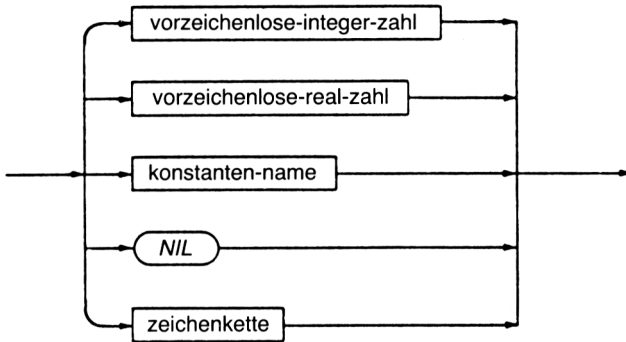 vorzeichenlose-integer-zahl
vorzeichenlose-real-zahl
konstanten-name
NIL
zeichenkette